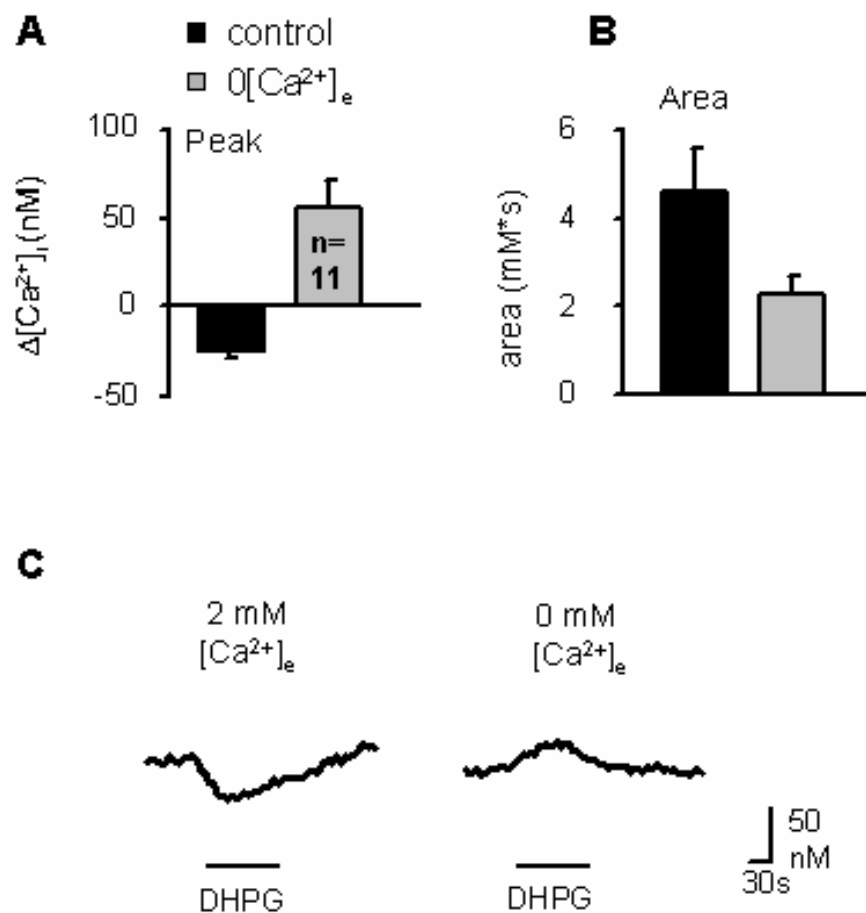 A
control
0[Ca²⁺]ₑ
Peak
100
50
0
-50
Δ[Ca²⁺]ᵢ (nM)
n=
11
B
Area
6
4
2
0
area (mM*s)
C
2 mM
[Ca²⁺]ₑ
0 mM
[Ca²⁺]ₑ
DHPG
DHPG
50
nM
30s